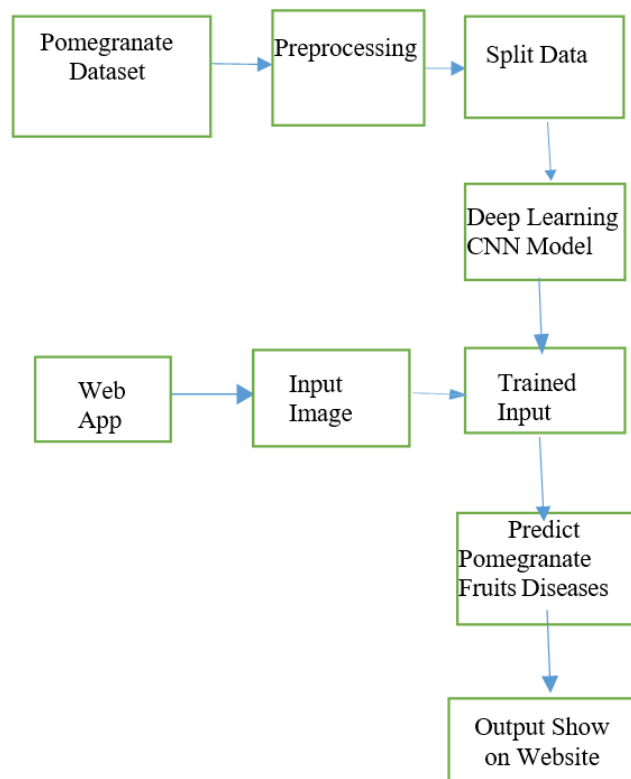 Pomegranate
Dataset
Preprocessing
Split Data
Deep Learning
CNN Model
Web
App
Input
Image
Trained
Input
Predict
Pomegranate
Fruits Diseases
Output Show
on Website